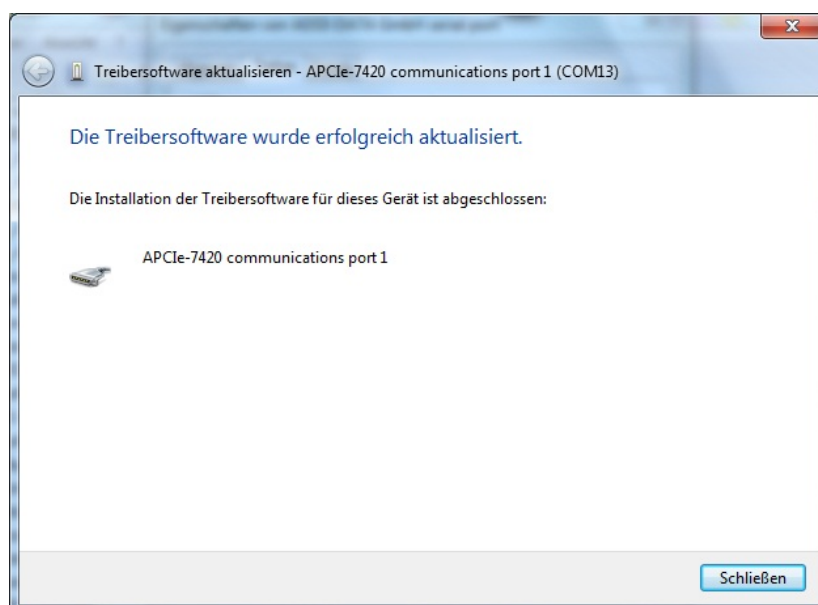 Treibersoftware aktualisieren - APCIe-7420 communications port 1 (COM13)
Die Treibersoftware wurde erfolgreich aktualisiert.
Die Installation der Treibersoftware für dieses Gerät ist abgeschlossen:
APCIe-7420 communications port 1
Schließen